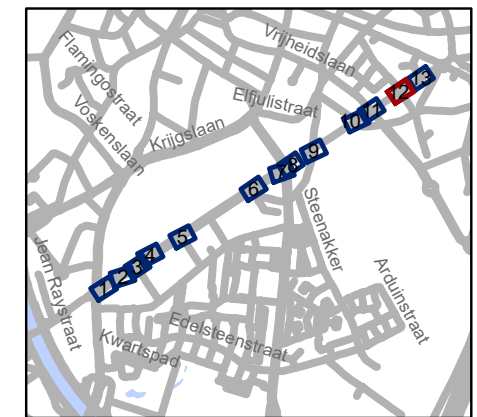 Vrijheidslaan
Flamingostraat
Elfjulistraat
Voskenslaan
Krijgslaan
13
12
11
10
9
8
7
6
5
4
3
2
1
Steenakker
Jean Raystraat
Arduinstraat
Edelsteenstraat
Kwartspad